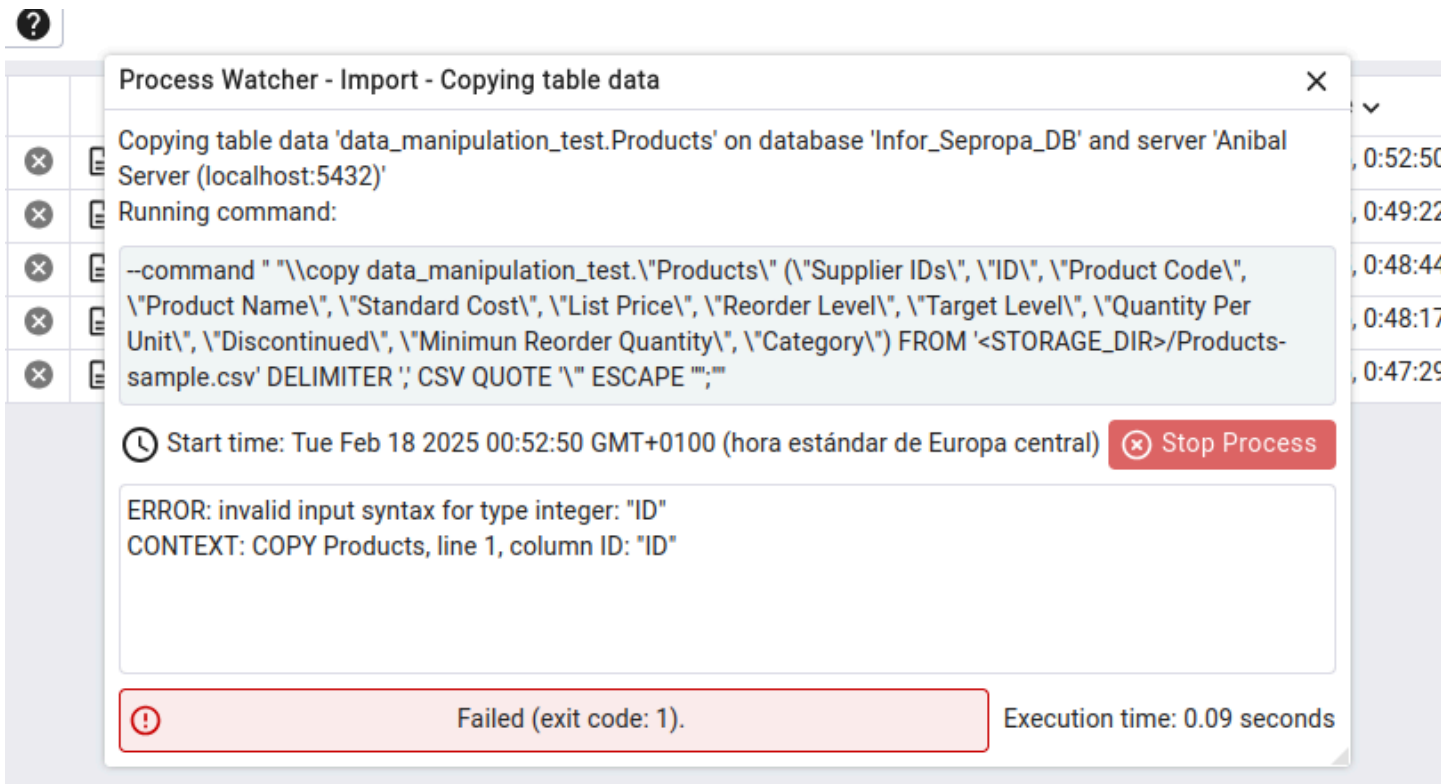 ?
Process Watcher - Import - Copying table data
Copying table data 'data_manipulation_test.Products' on database 'Infor_Sepropa_DB' and server 'Anibal
Server (localhost:5432)'
Running command:
--command " "\\copy data_manipulation_test.\"Products\" (\"Supplier IDs\", \"ID\", \"Product Code\",
\"Product Name\", \"Standard Cost\", \"List Price\", \"Reorder Level\", \"Target Level\", \"Quantity Per
Unit\", \"Discontinued\", \"Minimun Reorder Quantity\", \"Category\") FROM '<STORAGE_DIR>/Products-
sample.csv' DELIMITER ',' CSV QUOTE '\"' ESCAPE '"';""
Start time: Tue Feb 18 2025 00:52:50 GMT+0100 (hora estándar de Europa central)
Stop Process
ERROR: invalid input syntax for type integer: "ID"
CONTEXT: COPY Products, line 1, column ID: "ID"
Failed (exit code: 1).
Execution time: 0.09 seconds
, 0:52:50
, 0:49:22
, 0:48:44
, 0:48:17
, 0:47:29